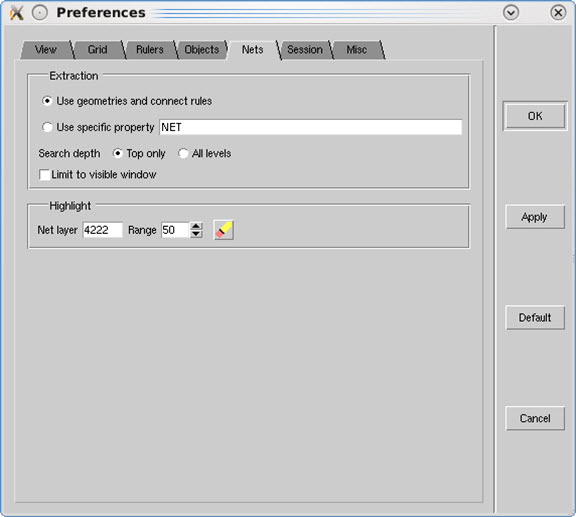 Preferences
View Grid Rulers Objects Nets Session Misc
Extraction
Use geometries and connect rules
Use specific property NET
Search depth Top only All levels
Limit to visible window
Highlight
Net layer 4222 Range 50
OK
Apply
Default
Cancel